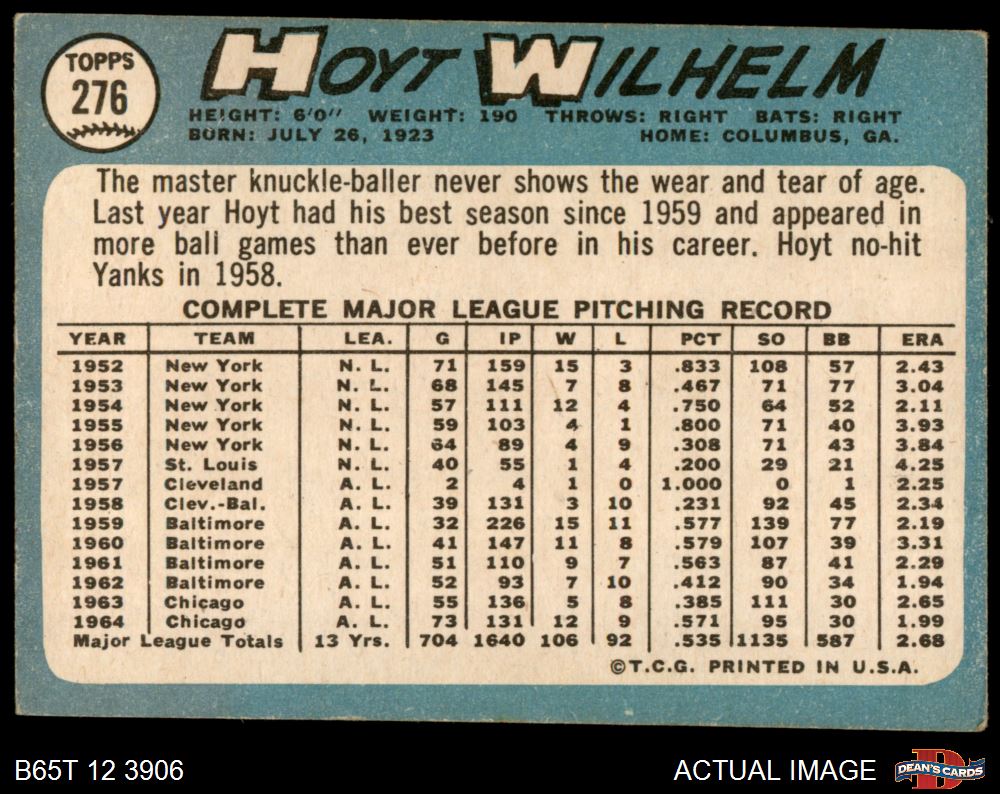 TOPPS
276
HOYT WILHELM
HEIGHT: 6'0" WEIGHT: 190 THROWS: RIGHT BATS: RIGHT
BORN: JULY 26, 1923 HOME: COLUMBUS, GA.
The master knuckle-baller never shows the wear and tear of age.
Last year Hoyt had his best season since 1959 and appeared in
more ball games than ever before in his career. Hoyt no-hit
Yanks in 1958.
COMPLETE MAJOR LEAGUE PITCHING RECORD
YEAR TEAM LEA. G IP W L PCT SO BB ERA
1952 New York N. L. 71 159 15 3 .833 108 57 2.43
1953 New York N. L. 68 145 7 8 .467 71 77 3.04
1954 New York N. L. 57 111 12 4 .750 64 52 2.11
1955 New York N. L. 59 103 4 1 .800 71 40 3.93
1956 New York N. L. 64 89 4 9 .308 71 43 3.84
1957 St. Louis N. L. 40 55 1 4 .200 29 21 4.25
1957 Cleveland A. L. 2 4 1 0 1.000 0 1 2.25
1958 Clev.-Bal. A. L. 39 131 3 10 .231 92 45 2.34
1959 Baltimore A. L. 32 226 15 11 .577 139 77 2.19
1960 Baltimore A. L. 41 147 11 8 .579 107 39 3.31
1961 Baltimore A. L. 51 110 9 7 .563 87 41 2.29
1962 Baltimore A. L. 52 93 7 10 .412 90 34 1.94
1963 Chicago A. L. 55 136 5 8 .385 111 30 2.65
1964 Chicago A. L. 73 131 12 9 .571 95 30 1.99
Major League Totals 13 Yrs. 704 1640 106 92 .535 1135 587 2.68
©T.C.G. PRINTED IN U.S.A.
B65T 12 3906 ACTUAL IMAGE DEAN'S CARDS